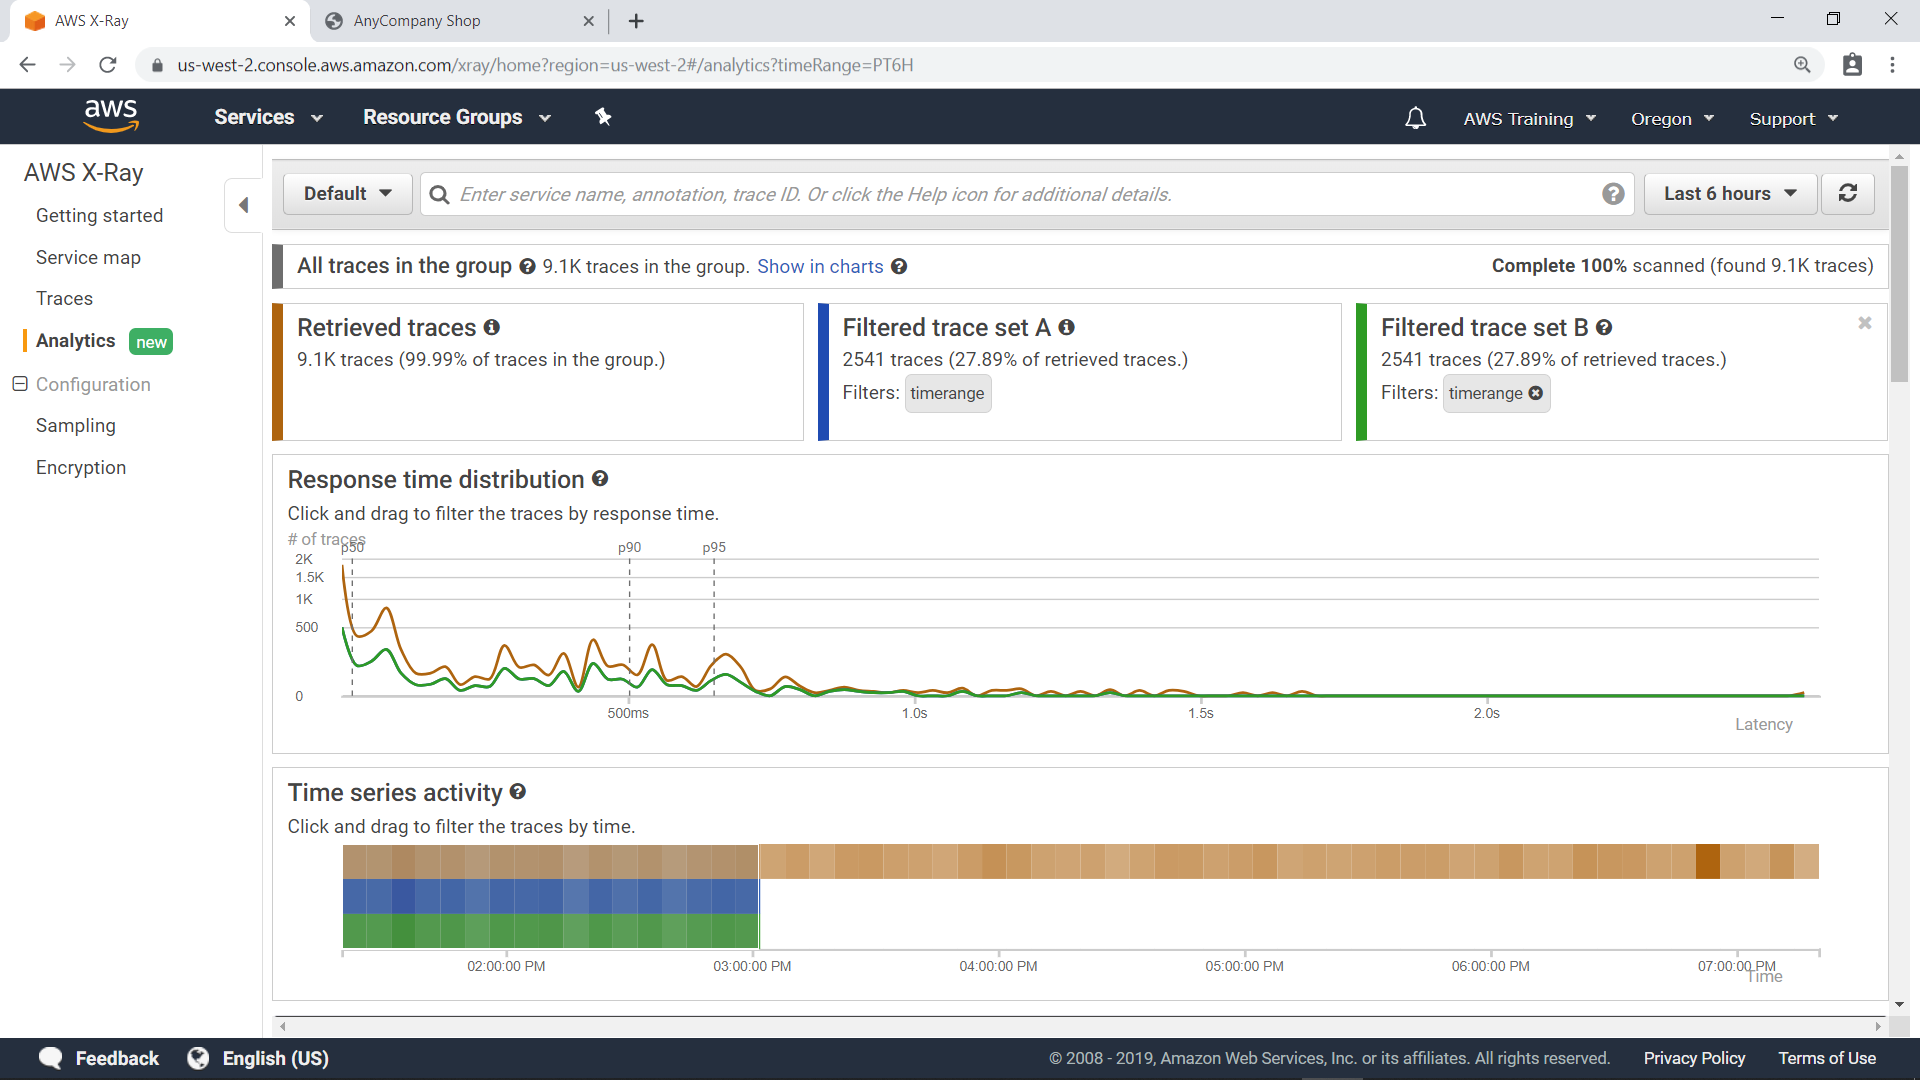 AWS X-Ray
AnyCompany Shop
us-west-2.console.aws.amazon.com/xray/home?region=us-west-2#/analytics?timeRange=PT6H
aws
Services
Resource Groups
AWS Training
Oregon
Support
AWS X-Ray
Getting started
Service map
Traces
Analytics new
Configuration
Sampling
Encryption
Default
Enter service name, annotation, trace ID. Or click the Help icon for additional details.
Last 6 hours
All traces in the group 9.1K traces in the group. Show in charts
Complete 100% scanned (found 9.1K traces)
Retrieved traces
9.1K traces (99.99% of traces in the group.)
Filtered trace set A
2541 traces (27.89% of retrieved traces.)
Filters: timerange
Filtered trace set B
2541 traces (27.89% of retrieved traces.)
Filters: timerange
Response time distribution
Click and drag to filter the traces by response time.
# of traces
p50 p90 p95
2K
1.5K
1K
500
0
500ms 1.0s 1.5s 2.0s
Latency
Time series activity
Click and drag to filter the traces by time.
02:00:00 PM 03:00:00 PM 04:00:00 PM 05:00:00 PM 06:00:00 PM 07:00:00 PM
Time
Feedback
English (US)
© 2008 - 2019, Amazon Web Services, Inc. or its affiliates. All rights reserved.
Privacy Policy
Terms of Use